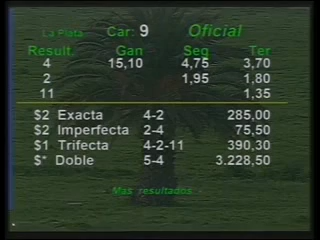 La Plata Car: 9 Oficial
Result. Gan Seg Ter
4 15,10 4,75 3,70
2 1,95 1,80
11 1,35
$2 Exacta 4-2 285,00
$2 Imperfecta 2-4 75,50
$1 Trifecta 4-2-11 390,30
$* Doble 5-4 3.228,50
Mas resultados -